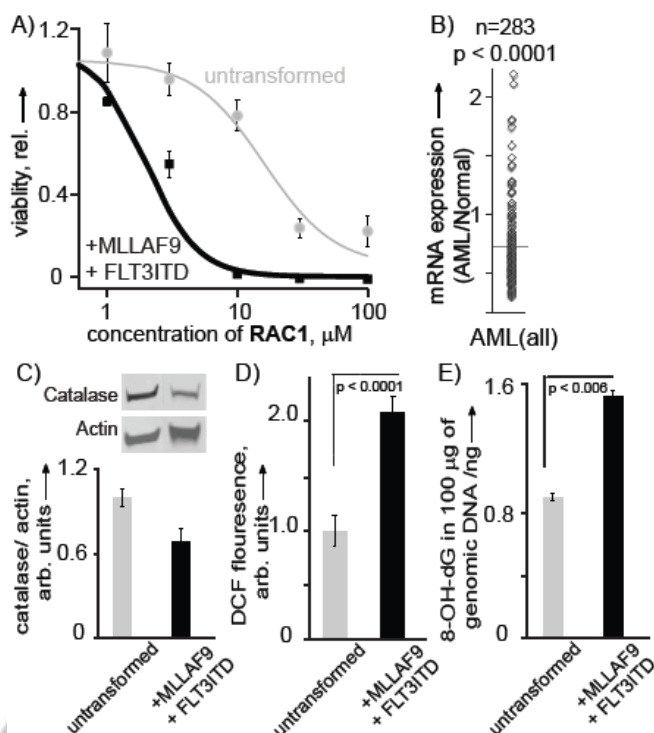 A)
1.2
0.8
0.4
0
viablity, rel.
untransformed
+MLLAF9
+ FLT3ITD
1
10
100
concentration of RAC1, µM
B)
n=283
p < 0.0001
2
1
mRNA expression
(AML/Normal)
AML(all)
C)
Catalase
Actin
1.2
0.6
0
catalase/ actin,
arb. units
untransformed
+MLLAF9
+ FLT3ITD
D)
p < 0.0001
2.0
1.0
0
DCF flouresence,
arb. units
untransformed
+MLLAF9
+ FLT3ITD
E)
p < 0.006
1.6
0.8
0
8-OH-dG in 100 µg of
genomic DNA /ng
untransformed
+MLLAF9
+ FLT3ITD